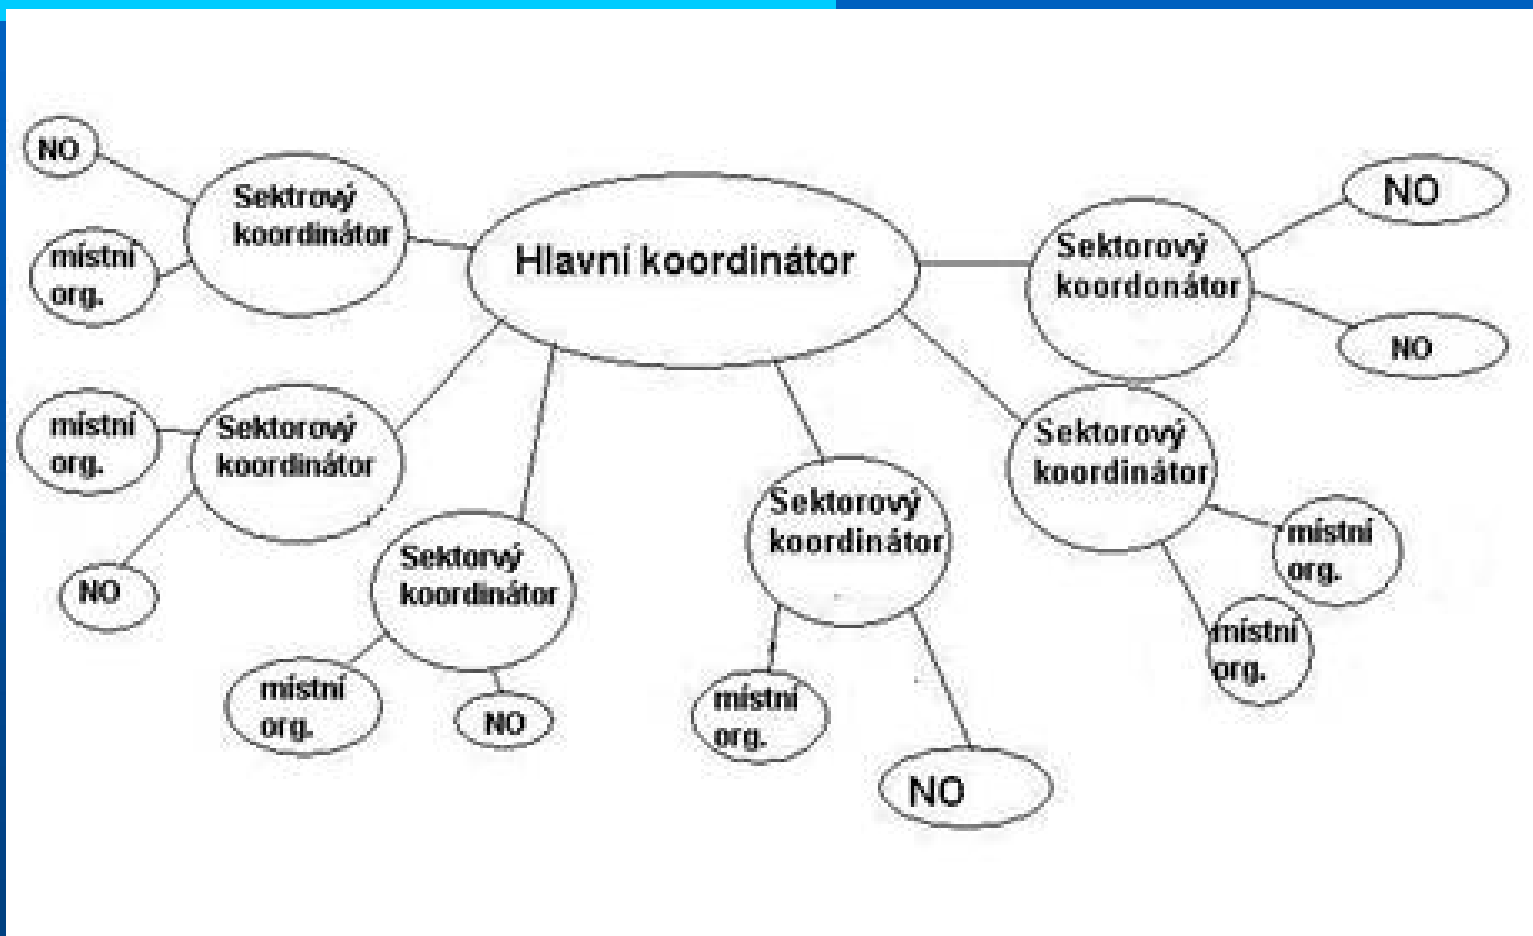 NO
Sektrový
koordinátor
místní
org.
Hlavní koordinátor
Sektorový
koordonátor
NO
NO
místní
org.
Sektorový
koordinátor
NO
Sektorvý
koordinátor
místní
org.
NO
Sektorový
koordinátor
místní
org.
NO
Sektorový
koordinátor
místní
org.
místní
org.